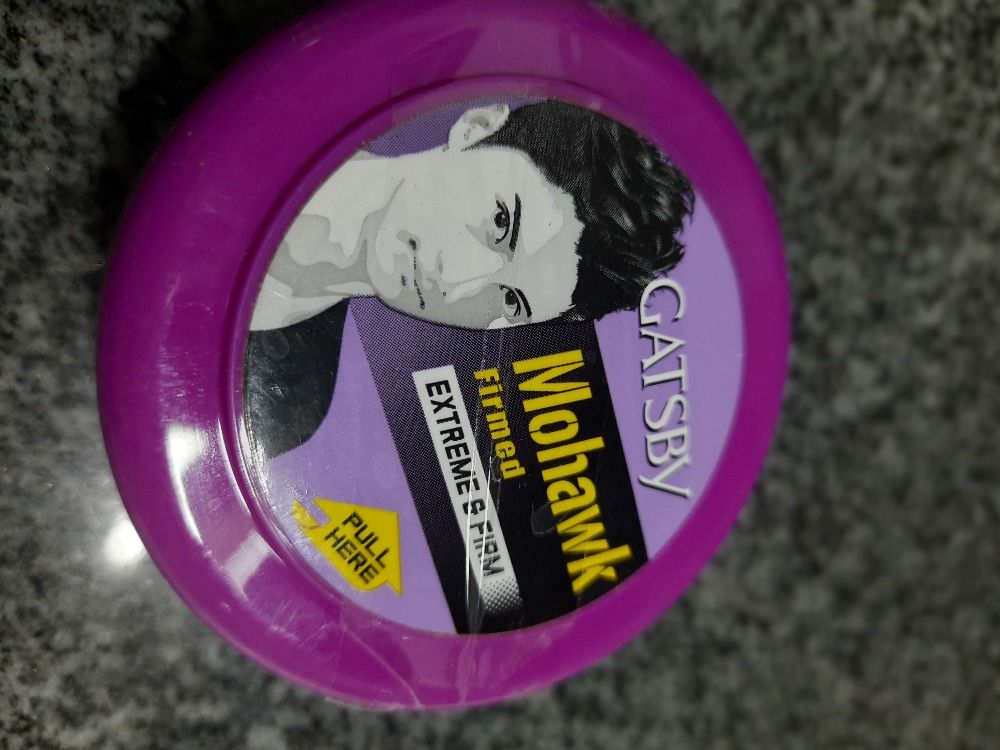 GATSBY
Mohawk
Firmed
EXTREME & FIRM
PULL
HERE